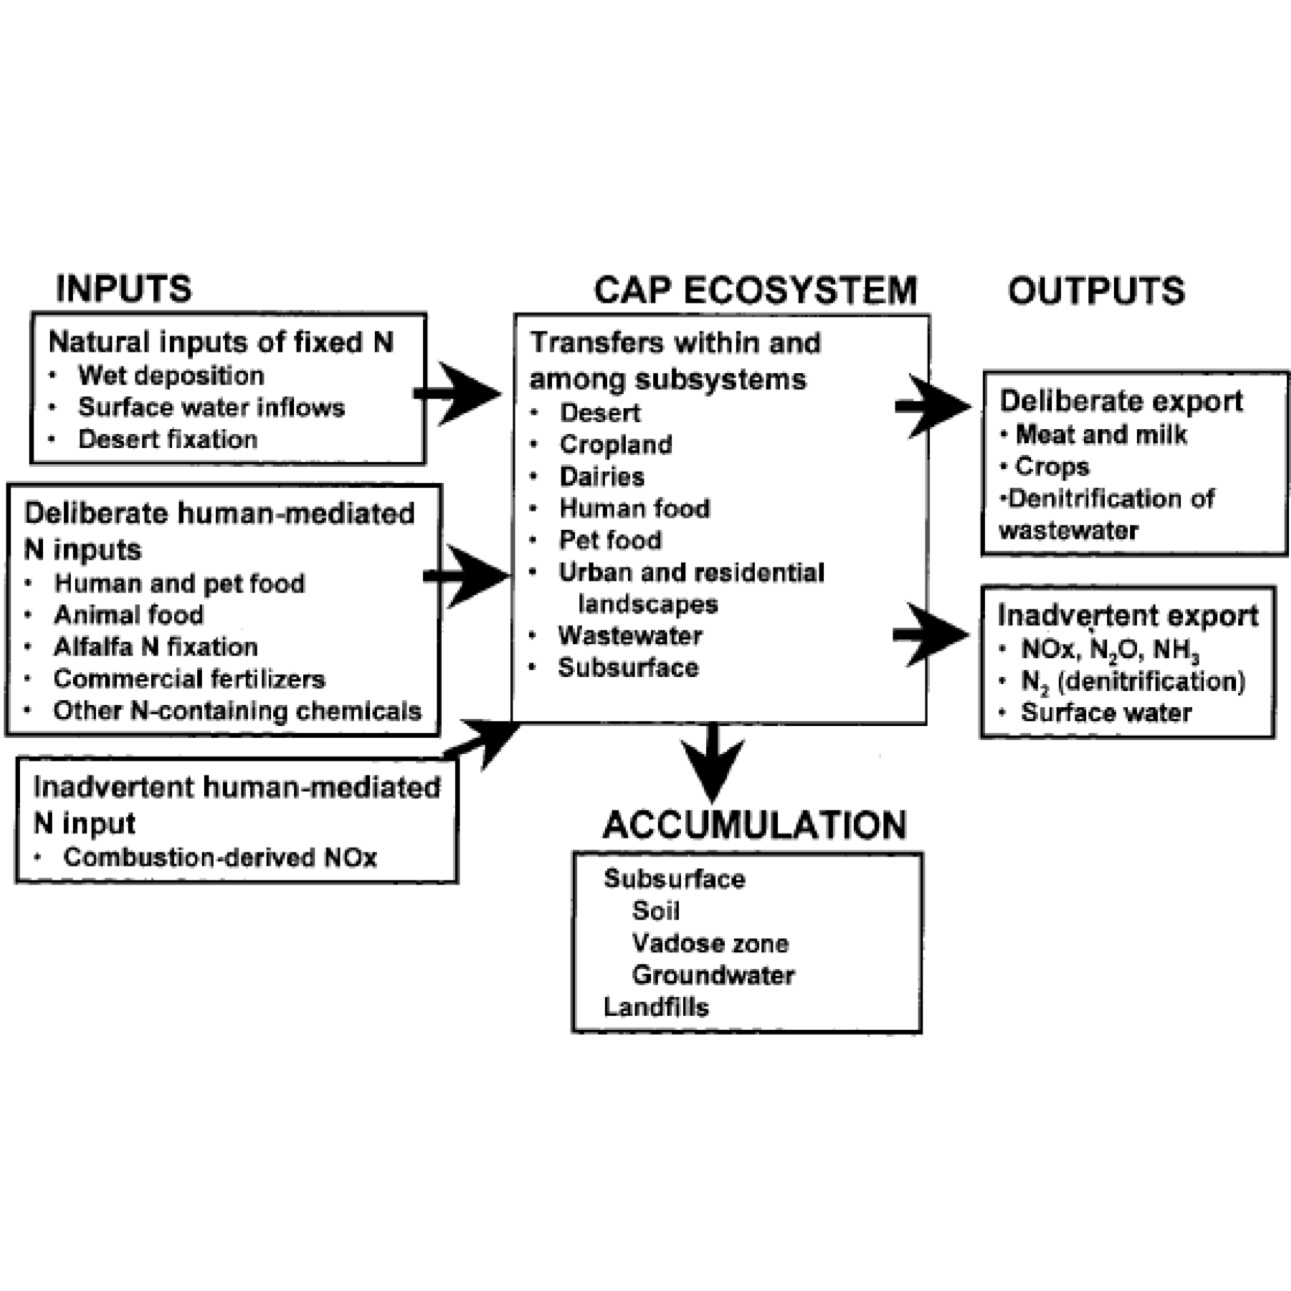 INPUTS
Natural inputs of fixed N
• Wet deposition
• Surface water inflows
• Desert fixation
Deliberate human-mediated
N inputs
• Human and pet food
• Animal food
• Alfalfa N fixation
• Commercial fertilizers
• Other N-containing chemicals
Inadvertent human-mediated
N input
• Combustion-derived NOx
CAP ECOSYSTEM
Transfers within and
among subsystems
• Desert
• Cropland
• Dairies
• Human food
• Pet food
• Urban and residential
landscapes
• Wastewater
• Subsurface
ACCUMULATION
Subsurface
Soil
Vadose zone
Groundwater
Landfills
OUTPUTS
Deliberate export
• Meat and milk
• Crops
•Denitrification of
wastewater
Inadvertent export
• NOx, N₂O, NH₃
• N₂ (denitrification)
• Surface water